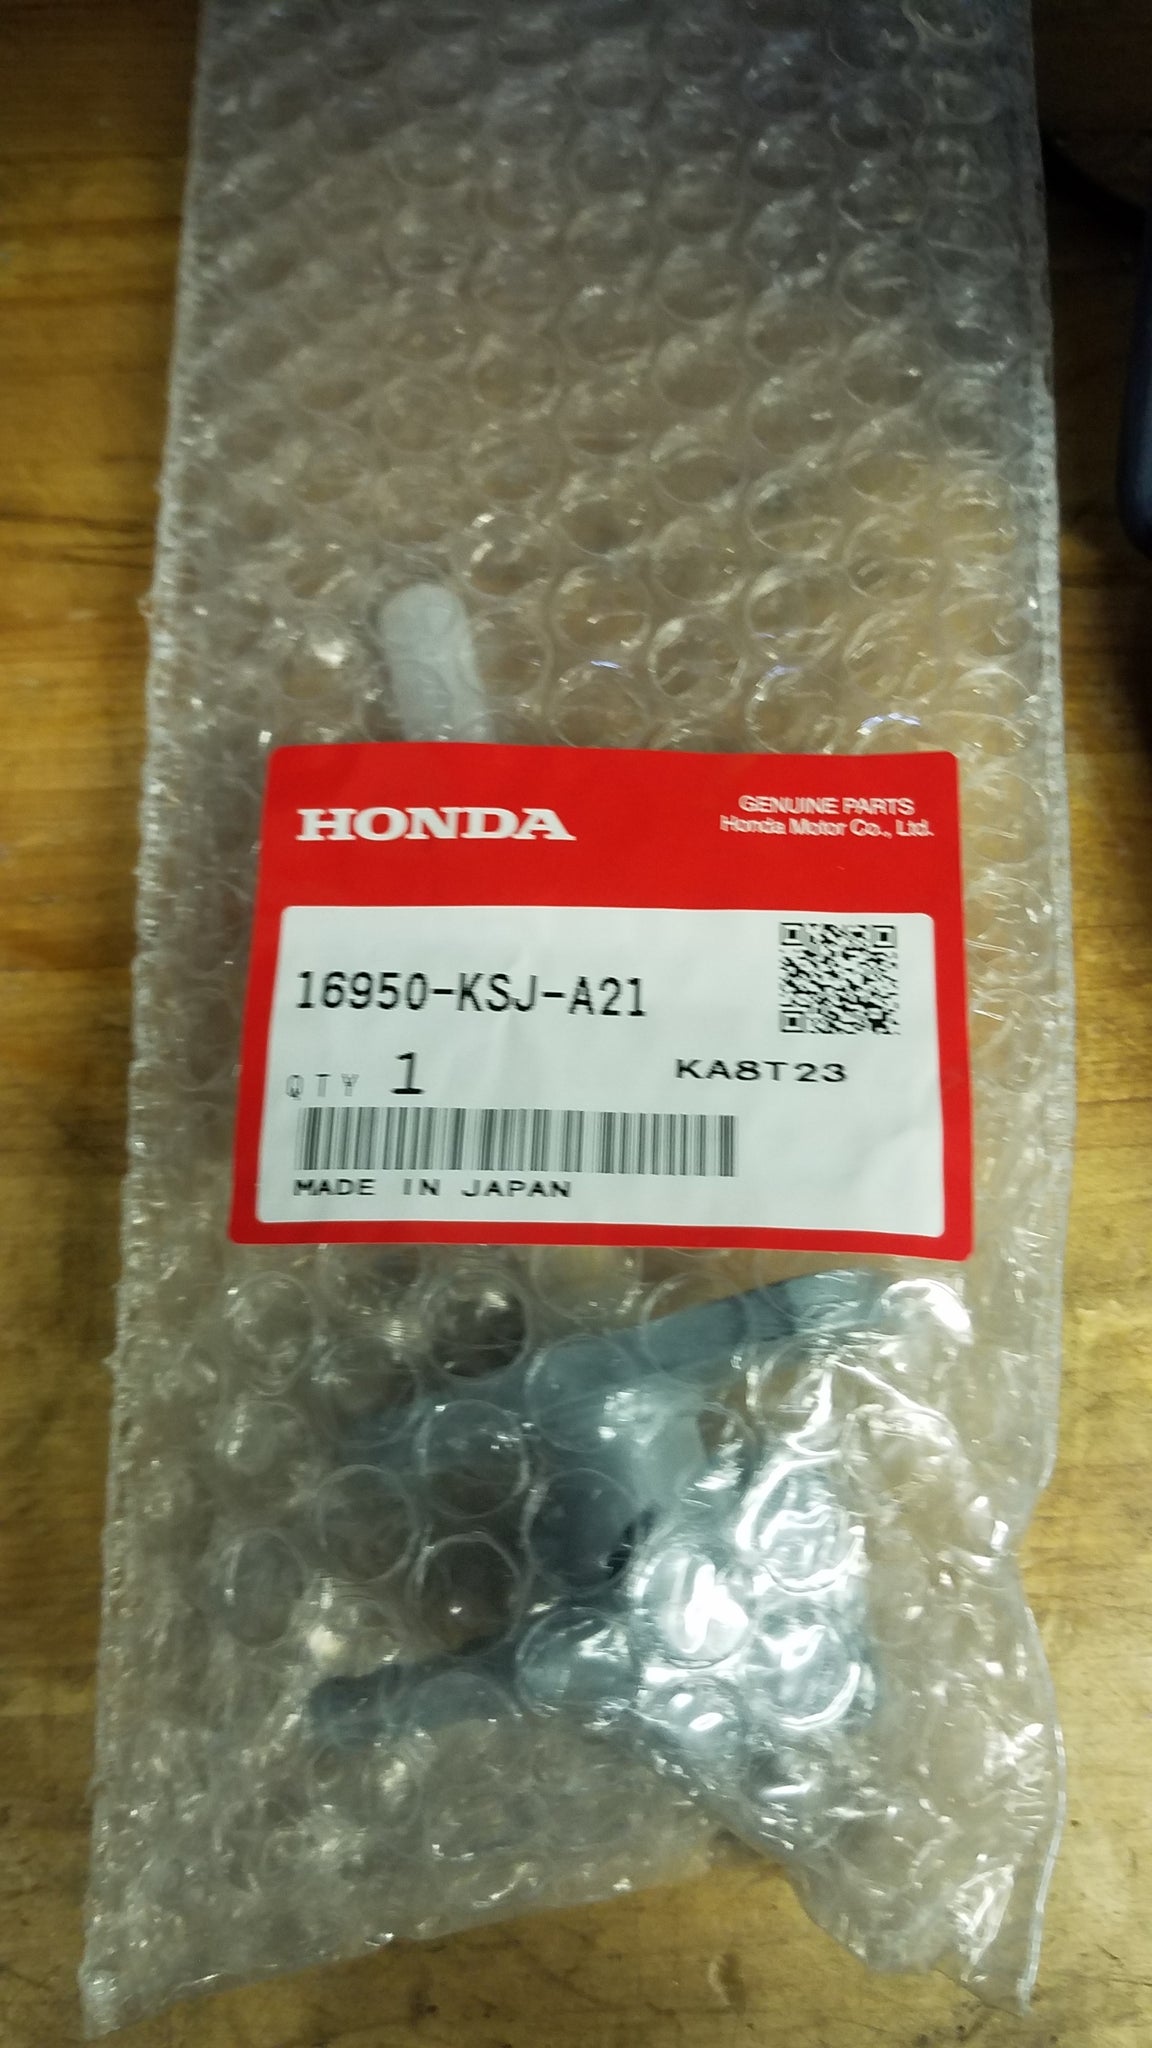 HONDA
GENUINE PARTS
Honda Motor Co., Ltd.
16950-KSJ-A21
QTY 1
KA8T23
MADE IN JAPAN